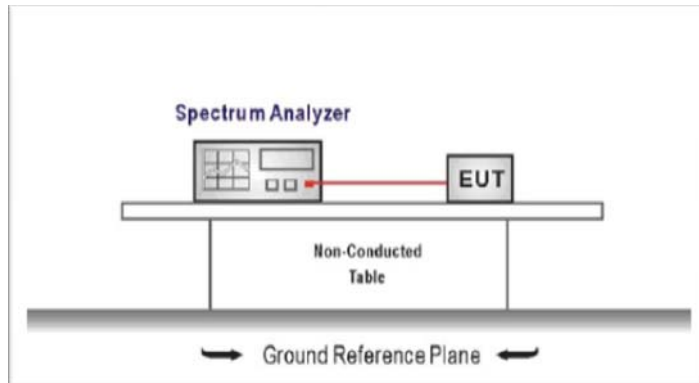 Spectrum Analyzer
EUT
Non-Conducted
Table
Ground Reference Plane